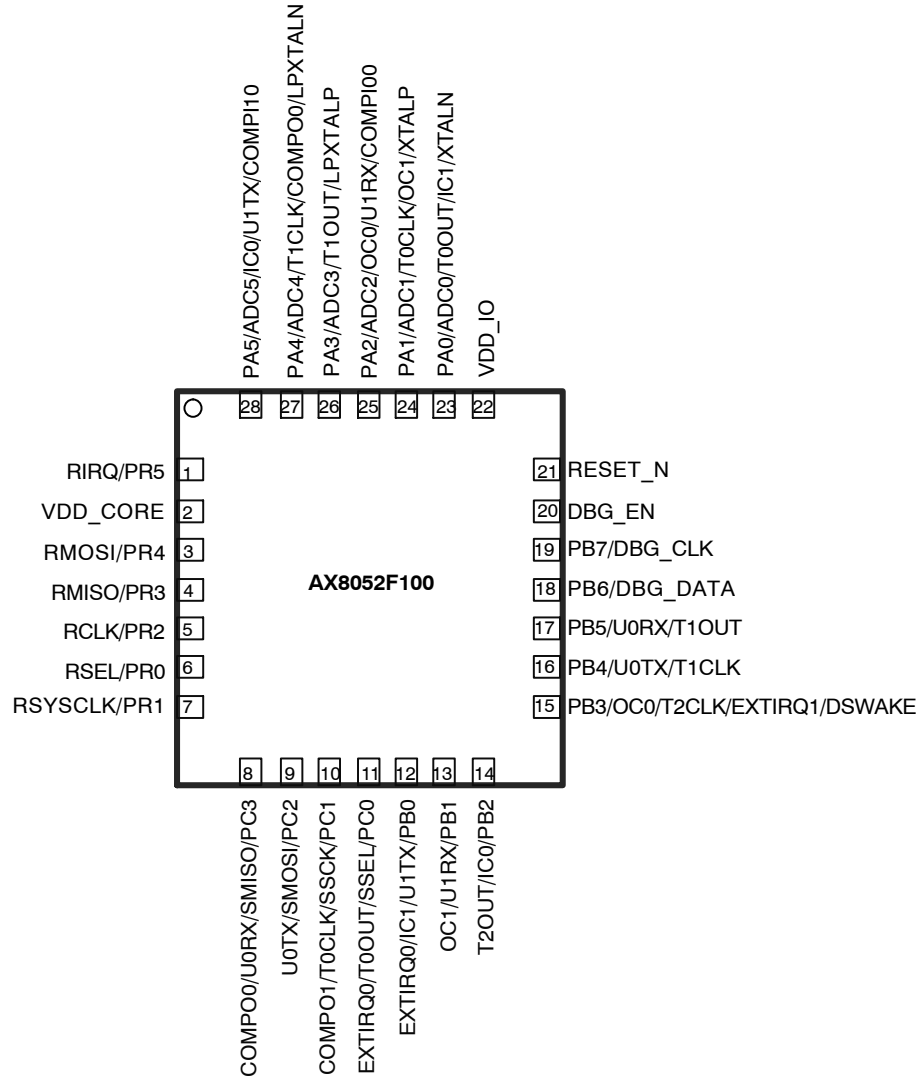 PA5/ADC5/IC0/U1TX/COMPI10
PA4/ADC4/T1CLK/COMPO0/LPXTALN
PA3/ADC3/T1OUT/LPXTALP
PA2/ADC2/OC0/U1RX/COMPI00
PA1/ADC1/T0CLK/OC1/XTALP
PA0/ADC0/T0OUT/IC1/XTALN
VDD_IO
28
27
26
25
24
23
22
RIRQ/PR5
1
VDD_CORE
2
RMOSI/PR4
3
RMISO/PR3
4
RCLK/PR2
5
RSEL/PR0
6
RSYSCLK/PR1
7
AX8052F100
21
RESET_N
20
DBG_EN
19
PB7/DBG_CLK
18
PB6/DBG_DATA
17
PB5/U0RX/T1OUT
16
PB4/U0TX/T1CLK
15
PB3/OC0/T2CLK/EXTIRQ1/DSWAKE
8
9
10
11
12
13
14
COMPO0/U0RX/SMISO/PC3
U0TX/SMOSI/PC2
COMPO1/T0CLK/SSCK/PC1
EXTIRQ0/T0OUT/SSEL/PC0
EXTIRQ0/IC1/U1TX/PB0
OC1/U1RX/PB1
T2OUT/IC0/PB2